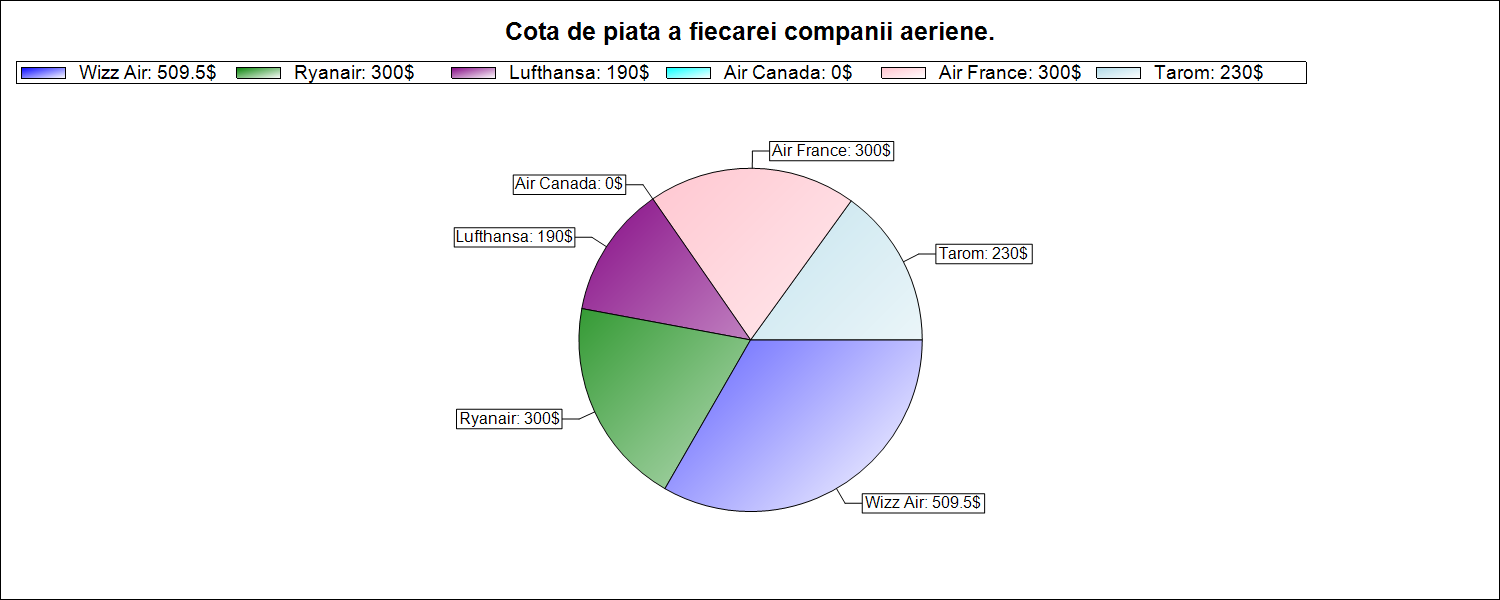 Cota de piata a fiecarei companii aeriene.
Wizz Air: 509.5$ Ryanair: 300$ Lufthansa: 190$ Air Canada: 0$ Air France: 300$ Tarom: 230$
Air France: 300$
Air Canada: 0$
Lufthansa: 190$
Tarom: 230$
Ryanair: 300$
Wizz Air: 509.5$